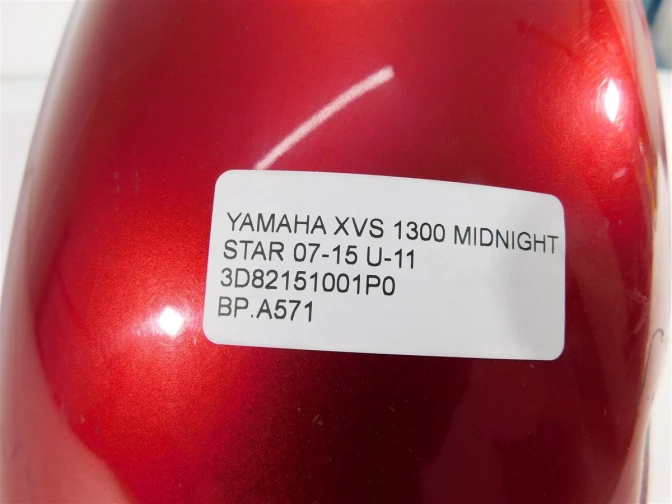 YAMAHA XVS 1300 MIDNIGHT
STAR 07-15 U-11
3D82151001P0
BP.A571